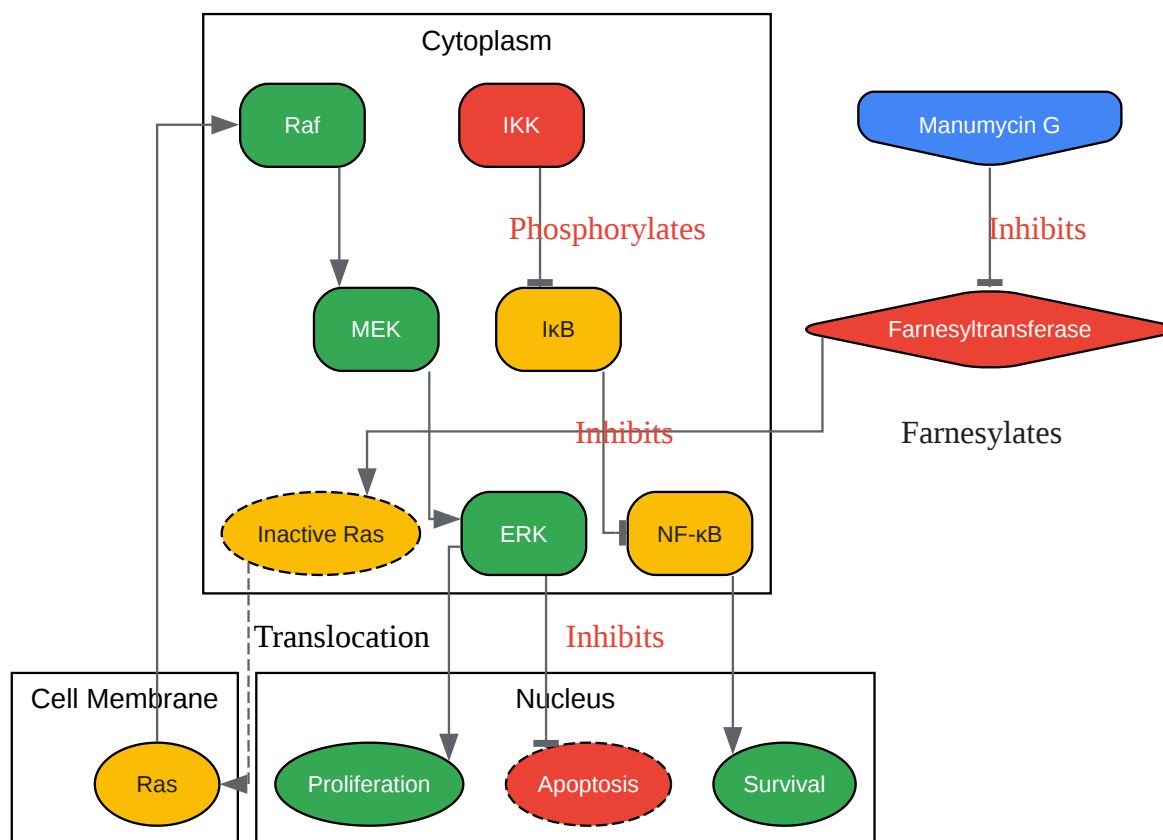 Cytoplasm
Raf
IKK
Manumycin G
Phosphorylates
Inhibits
MEK
IκB
Farnesyltransferase
Inhibits
Farnesylates
Inactive Ras
ERK
NF-κB
Translocation
Inhibits
Cell Membrane
Nucleus
Ras
Proliferation
Apoptosis
Survival